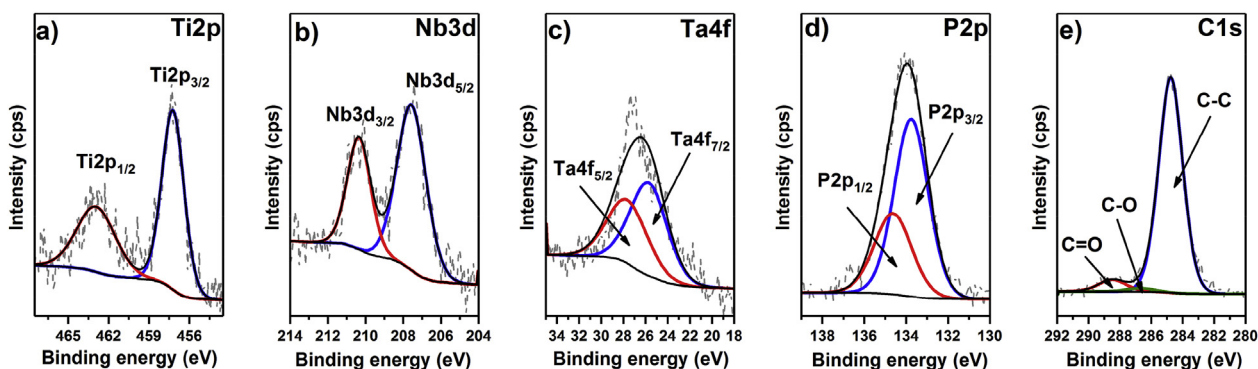 a) Ti2p
Ti2p3/2
Ti2p1/2
Intensity (cps)
465 462 459 456
Binding energy (eV)
b) Nb3d
Nb3d5/2
Nb3d3/2
Intensity (cps)
214 212 210 208 206 204
Binding energy (eV)
c) Ta4f
Ta4f7/2
Ta4f5/2
Intensity (cps)
34 32 30 28 26 24 22 20 18
Binding energy (eV)
d) P2p
P2p3/2
P2p1/2
Intensity (cps)
138 136 134 132 130
Binding energy (eV)
e) C1s
C-C
C-O
C=O
Intensity (cps)
292 290 288 286 284 282 280
Binding energy (eV)